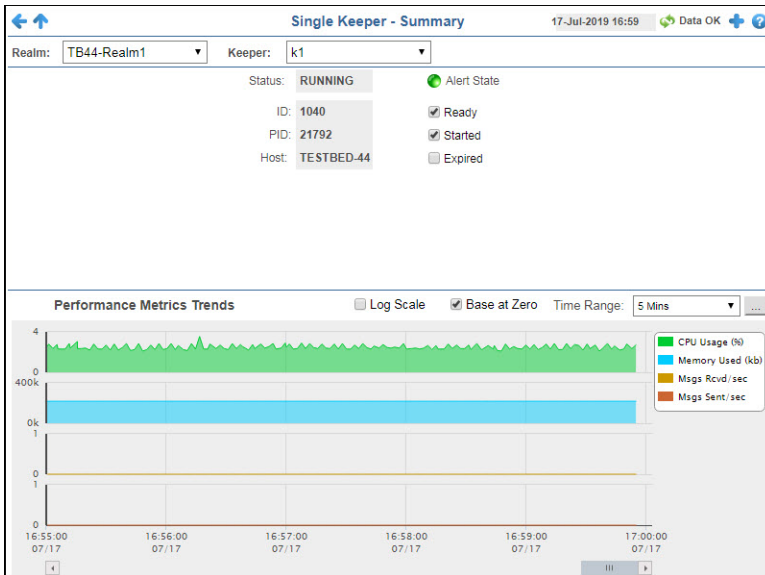 Single Keeper - Summary 17-Jul-2019 16:59 Data OK
Realm: TB44-Realm1 Keeper: k1
Status: RUNNING Alert State
ID: 1040 Ready
PID: 21792 Started
Host: TESTBED-44 Expired
Performance Metrics Trends Log Scale Base at Zero Time Range: 5 Mins ...
4
0
400k
0k
1
0
1
0
CPU Usage (%)
Memory Used (kb)
Msgs Rcvd/sec
Msgs Sent/sec
16:55:00 16:56:00 16:57:00 16:58:00 16:59:00 17:00:00
07/17 07/17 07/17 07/17 07/17 07/17